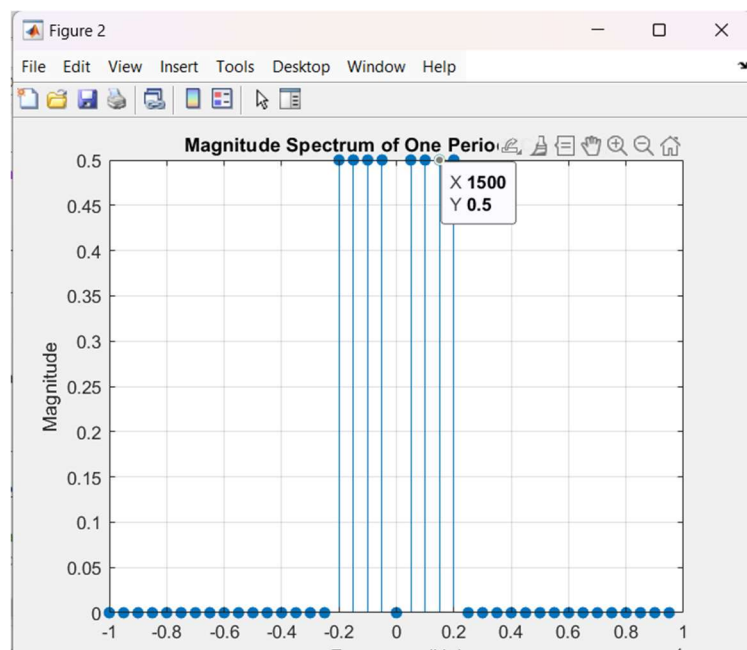 Figure 2
File Edit View Insert Tools Desktop Window Help
Magnitude Spectrum of One
X 1500
Y 0.5
0.5
0.45
0.4
0.35
0.3
0.25
0.2
0.15
0.1
0.05
0
Magnitude
-1 -0.8 -0.6 -0.4 -0.2 0 0.2 0.4 0.6 0.8 1